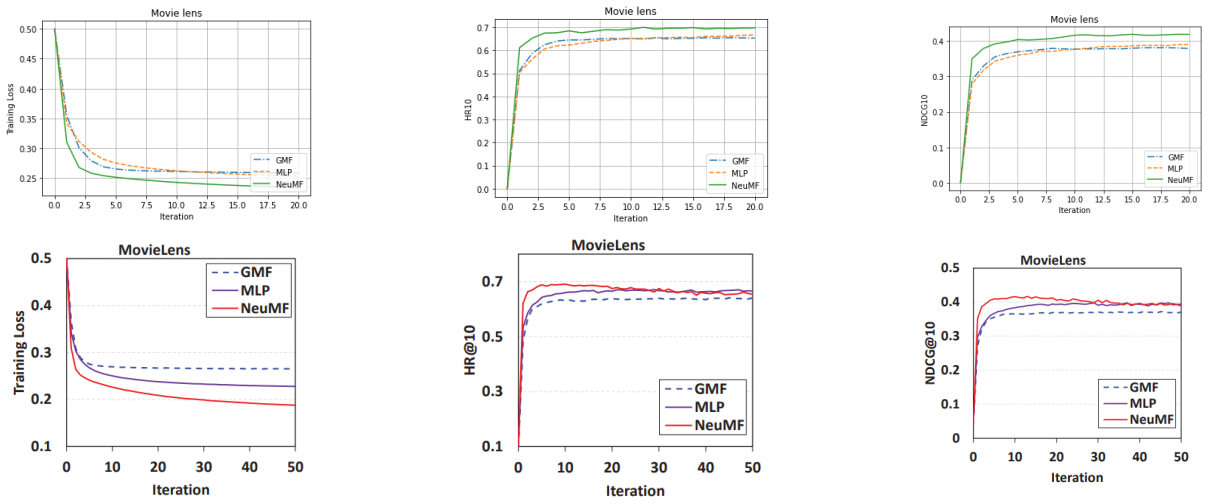 Movie lens
0.50
0.45
0.40
0.35
0.30
0.25
Training Loss
GMF
MLP
NeuMF
0.0 2.5 5.0 7.5 10.0 12.5 15.0 17.5 20.0
Iteration
Movie lens
0.7
0.6
0.5
0.4
0.3
0.2
0.1
0.0
HR10
GMF
MLP
NeuMF
0.0 2.5 5.0 7.5 10.0 12.5 15.0 17.5 20.0
Iteration
Movie lens
0.4
0.3
0.2
0.1
0.0
NDCG10
GMF
MLP
NeuMF
0.0 2.5 5.0 7.5 10.0 12.5 15.0 17.5 20.0
Iteration
MovieLens
0.5
0.4
0.3
0.2
0.1
Training Loss
GMF
MLP
NeuMF
0 10 20 30 40 50
Iteration
MovieLens
0.7
0.5
0.3
0.1
HR@10
GMF
MLP
NeuMF
0 10 20 30 40 50
Iteration
MovieLens
0.5
0.4
0.3
0.2
0.1
0
NDCG@10
GMF
MLP
NeuMF
0 10 20 30 40 50
Iteration